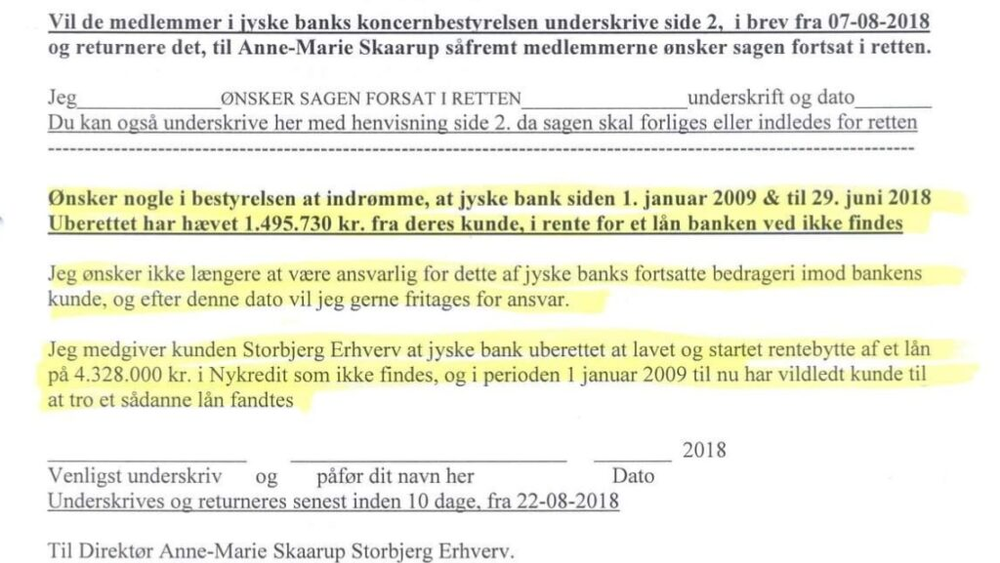 Vil de medlemmer i jyske banks koncernbestyrelsen underskrive side 2, i brev fra 07-08-2018
og returnere det, til Anne-Marie Skaarup såfremt medlemmerne ønsker sagen fortsat i retten.
Jeg____________ØNSKER SAGEN FORSAT I RETTEN______________underskrift og dato_______
Du kan også underskrive her med henvisning side 2. da sagen skal forliges eller indledes for retten
Ønsker nogle i bestyrelsen at indrømme, at jyske bank siden 1. januar 2009 & til 29. juni 2018
Uberettet har hævet 1.495.730 kr. fra deres kunde, i rente for et lån banken ved ikke findes
Jeg ønsker ikke længere at være ansvarlig for dette af jyske banks fortsatte bedrageri imod bankens
kunde, og efter denne dato vil jeg gerne fritages for ansvar.
Jeg medgiver kunden Storbjerg Erhverv at jyske bank uberettet at lavet og startet rentebytte af et lån
på 4.328.000 kr. i Nykredit som ikke findes, og i perioden 1 januar 2009 til nu har vildledt kunde til
at tro et sådanne lån fandtes
__________________ _________________________ _______ 2018
Venligst underskriv og påfør dit navn her Dato
Underskrives og returneres senest inden 10 dage, fra 22-08-2018
Til Direktør Anne-Marie Skaarup Storbjerg Erhverv.